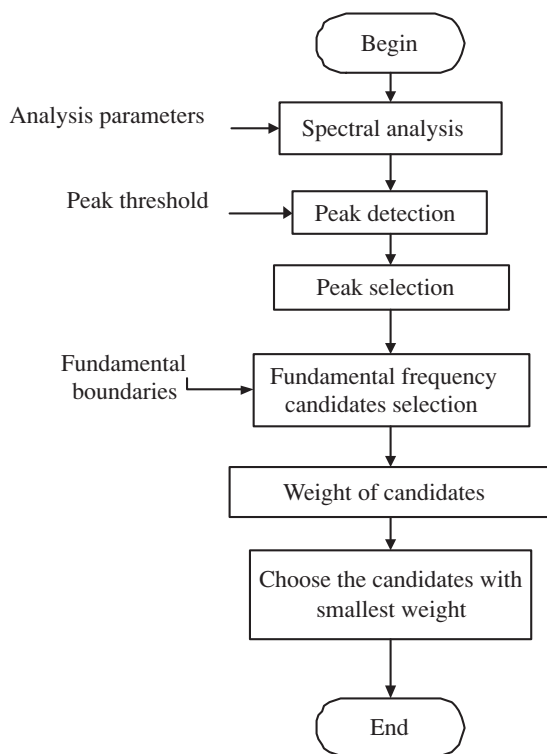 Begin
Analysis parameters
Spectral analysis
Peak threshold
Peak detection
Peak selection
Fundamental
boundaries
Fundamental frequency
candidates selection
Weight of candidates
Choose the candidates with
smallest weight
End